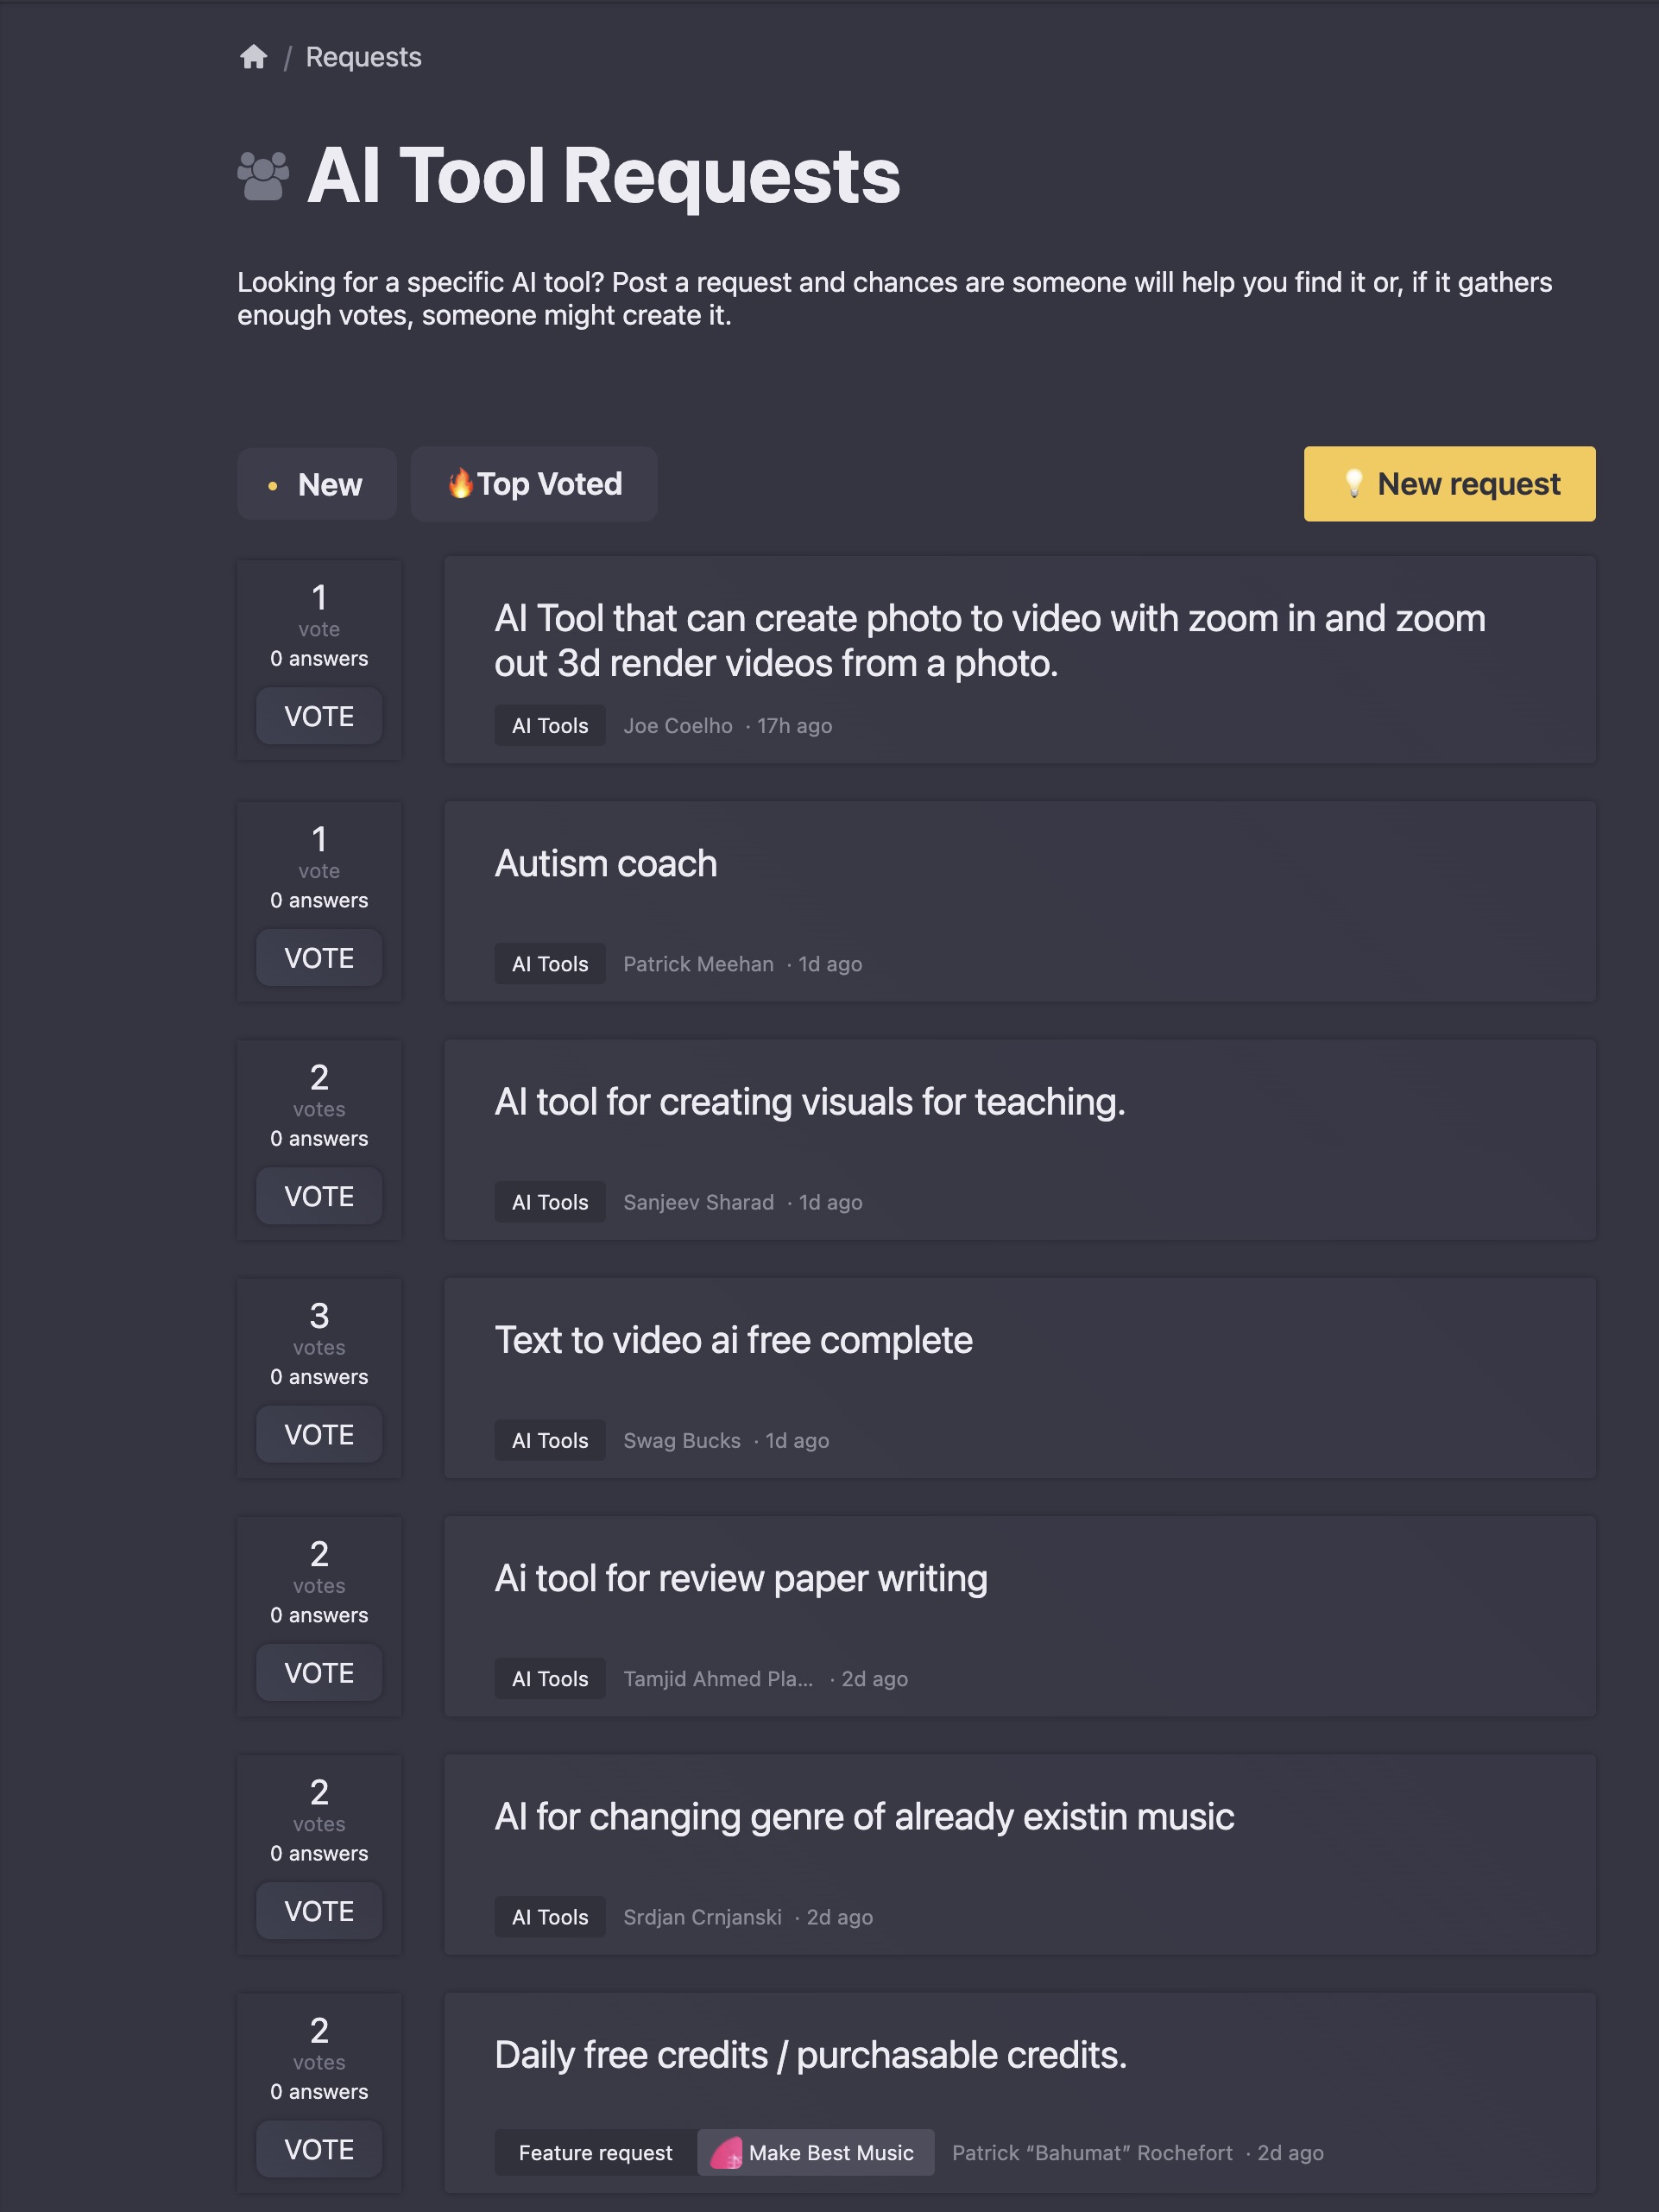 / Requests
AI Tool Requests
Looking for a specific AI tool? Post a request and chances are someone will help you find it or, if it gathers
enough votes, someone might create it.
New
Top Voted
New request
1
vote
0 answers
VOTE
AI Tool that can create photo to video with zoom in and zoom
out 3d render videos from a photo.
AI Tools Joe Coelho · 17h ago
1
vote
0 answers
VOTE
Autism coach
AI Tools Patrick Meehan · 1d ago
2
votes
0 answers
VOTE
AI tool for creating visuals for teaching.
AI Tools Sanjeev Sharad · 1d ago
3
votes
0 answers
VOTE
Text to video ai free complete
AI Tools Swag Bucks · 1d ago
2
votes
0 answers
VOTE
Ai tool for review paper writing
AI Tools Tamjid Ahmed Pla... · 2d ago
2
votes
0 answers
VOTE
AI for changing genre of already existin music
AI Tools Srdjan Crnjanski · 2d ago
2
votes
0 answers
VOTE
Daily free credits / purchasable credits.
Feature request Make Best Music Patrick “Bahumat” Rochefort · 2d ago